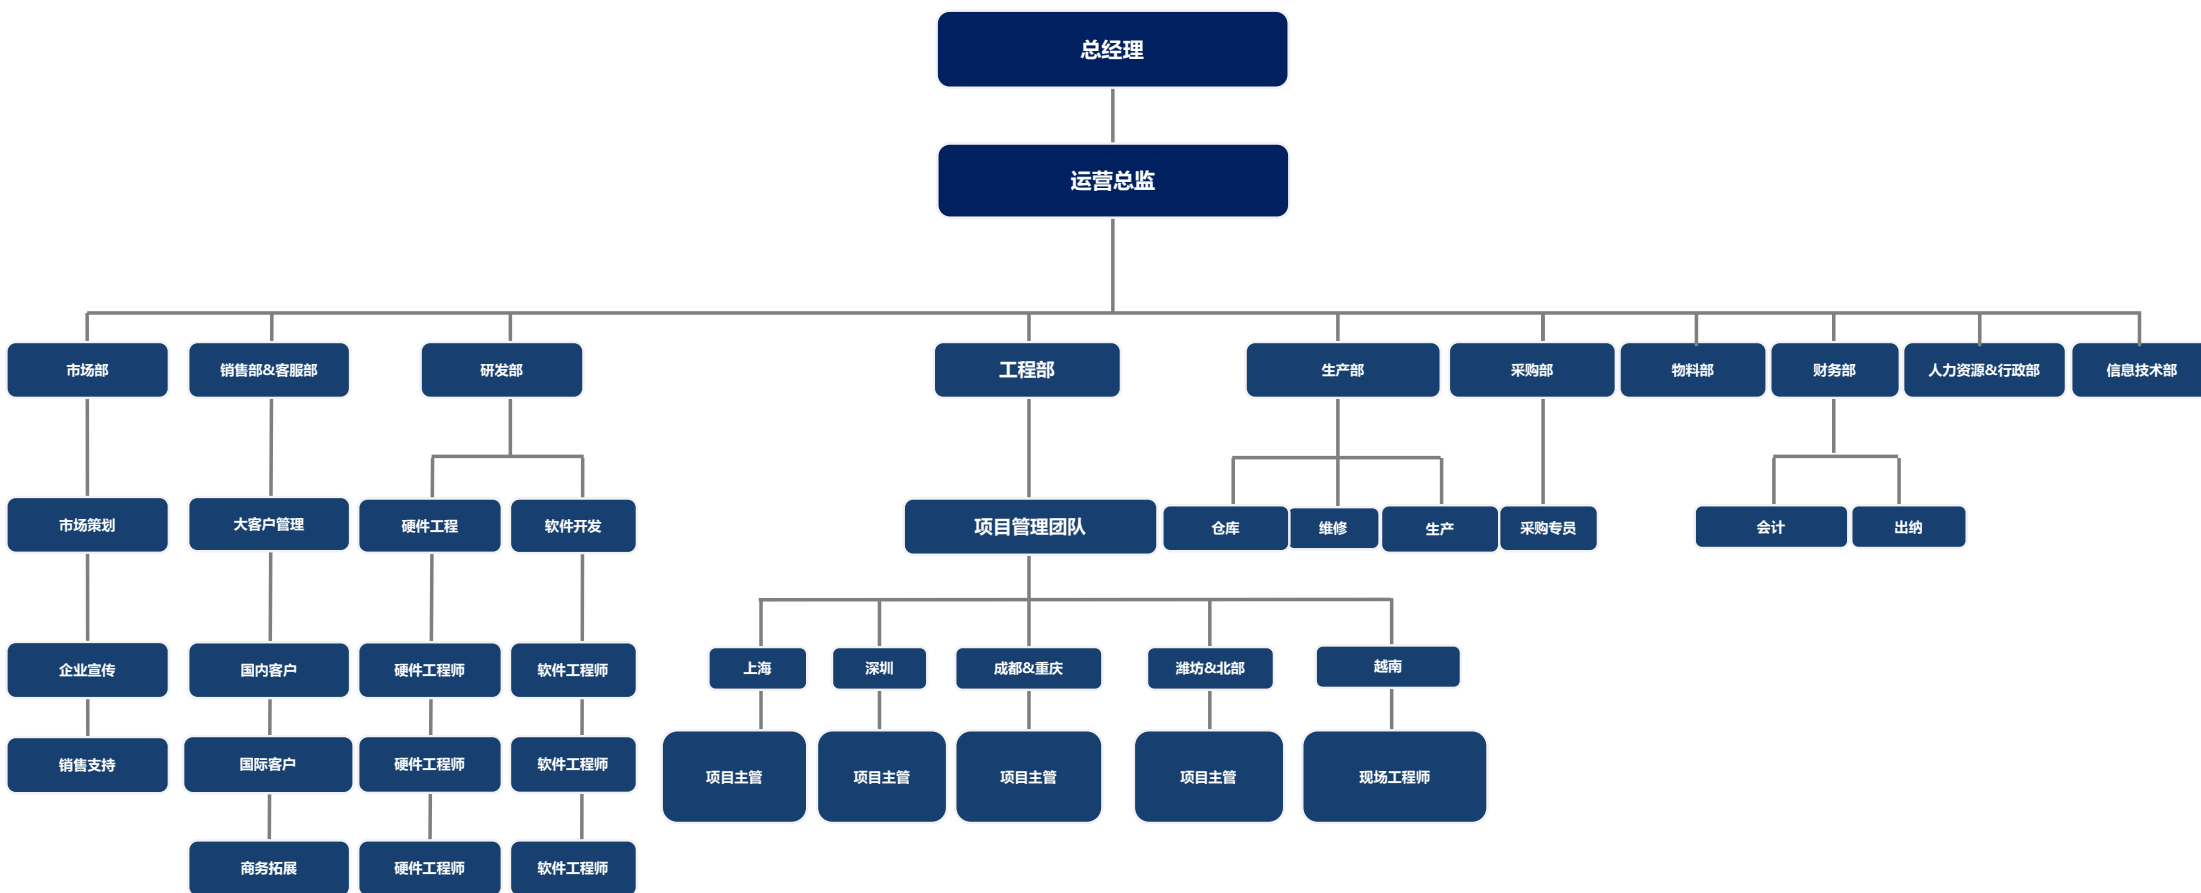 总经理
运营总监
市场部
销售部&客服部
研发部
工程部
生产部
采购部
物料部
财务部
人力资源&行政部
信息技术部
市场策划
大客户管理
硬件工程
软件开发
项目管理团队
仓库
维修
生产
采购专员
会计
出纳
企业宣传
国内客户
硬件工程师
软件工程师
上海
深圳
成都&重庆
潍坊&北部
越南
销售支持
国际客户
硬件工程师
软件工程师
项目主管
项目主管
项目主管
项目主管
现场工程师
商务拓展
硬件工程师
软件工程师